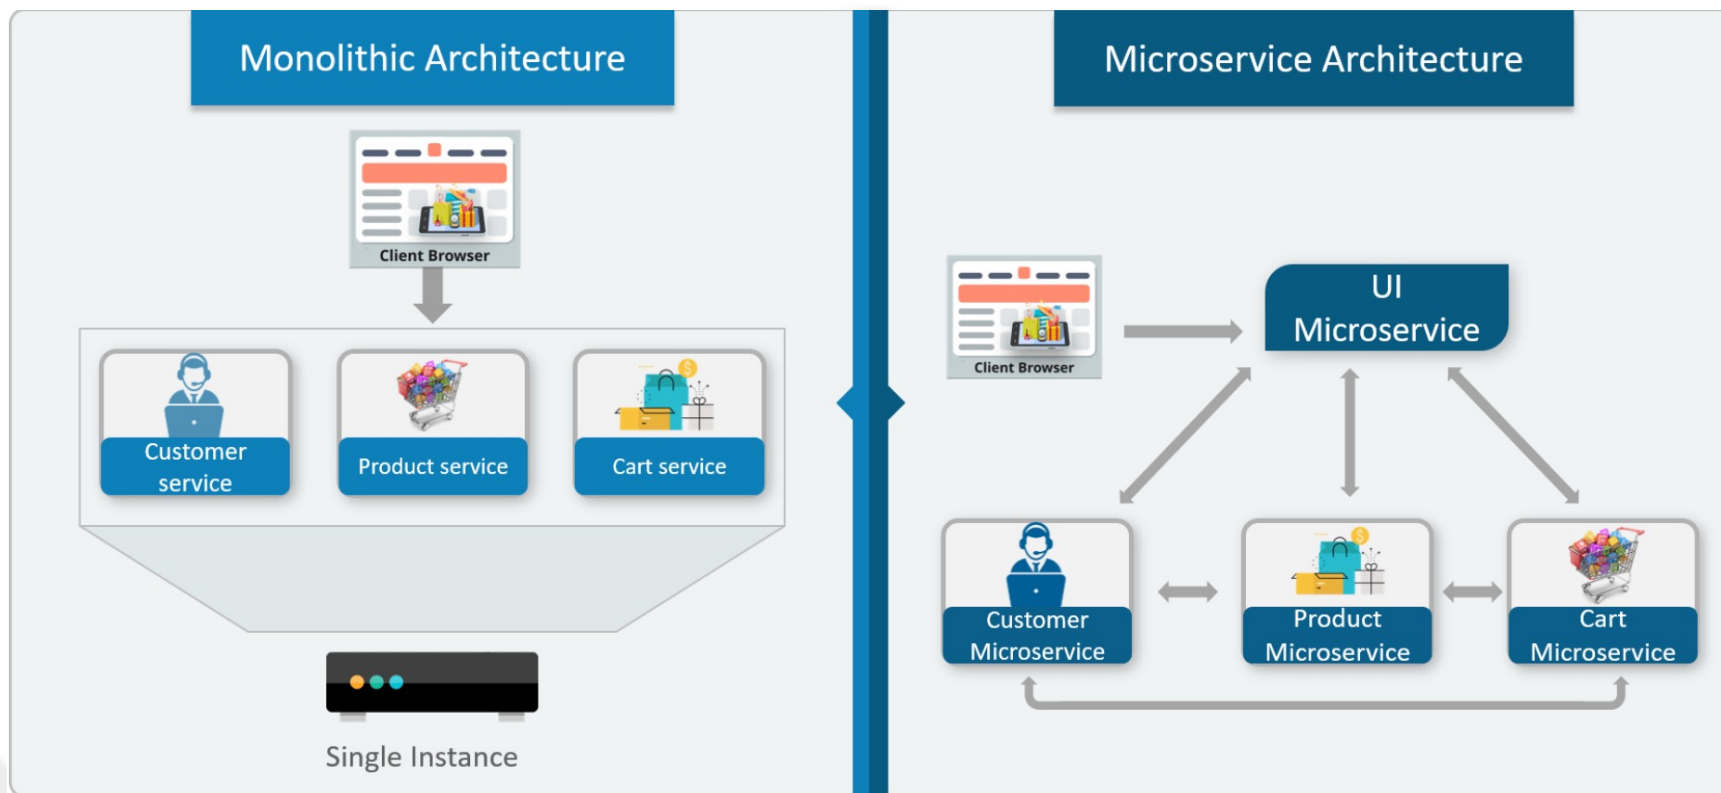 Monolithic Architecture
Client Browser
Customer
service
Product service
Cart service
Single Instance
Microservice Architecture
Client Browser
UI
Microservice
Customer
Microservice
Product
Microservice
Cart
Microservice